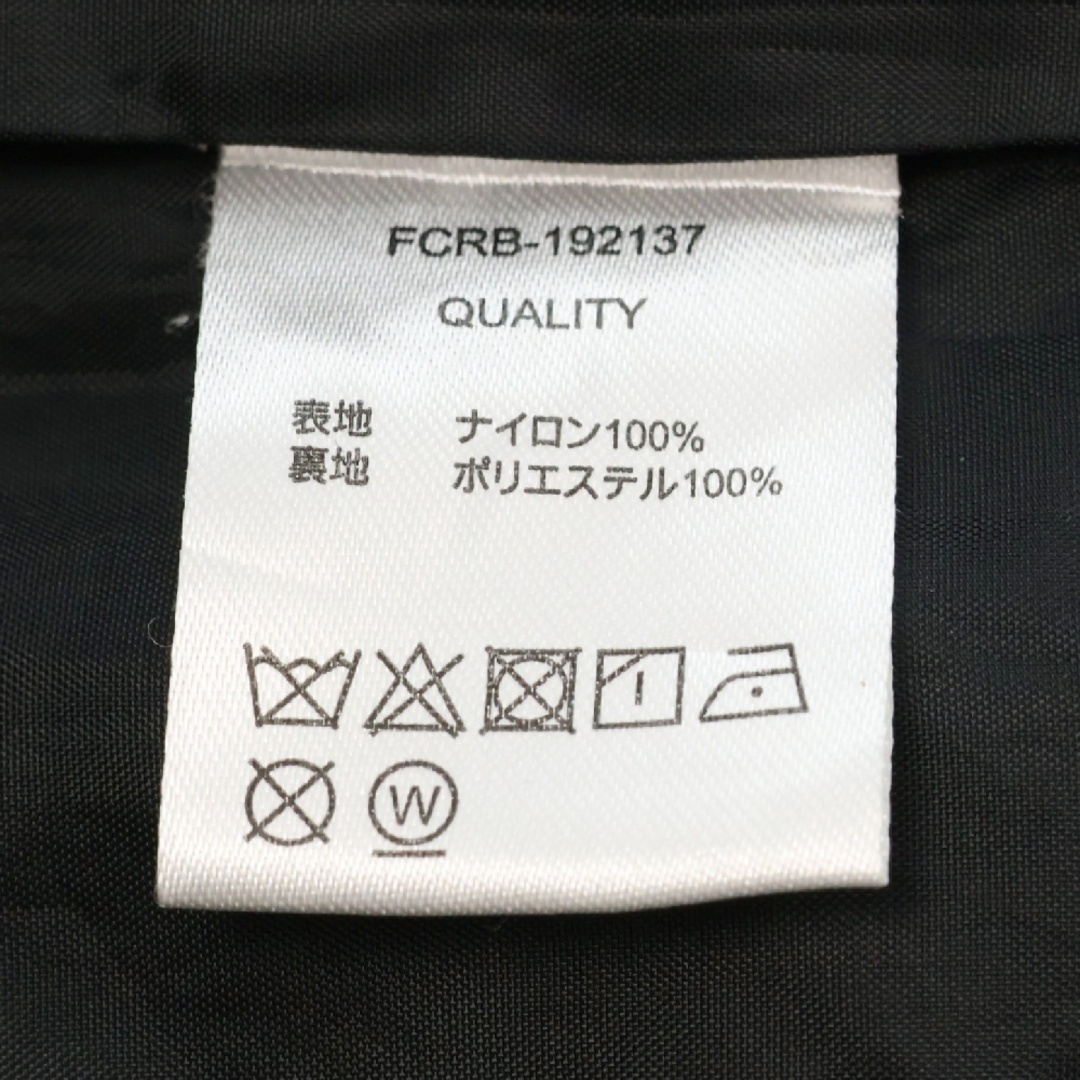 FCRB-192137
QUALITY
表地 ナイロン100%
裏地 ポリエステル100%
W